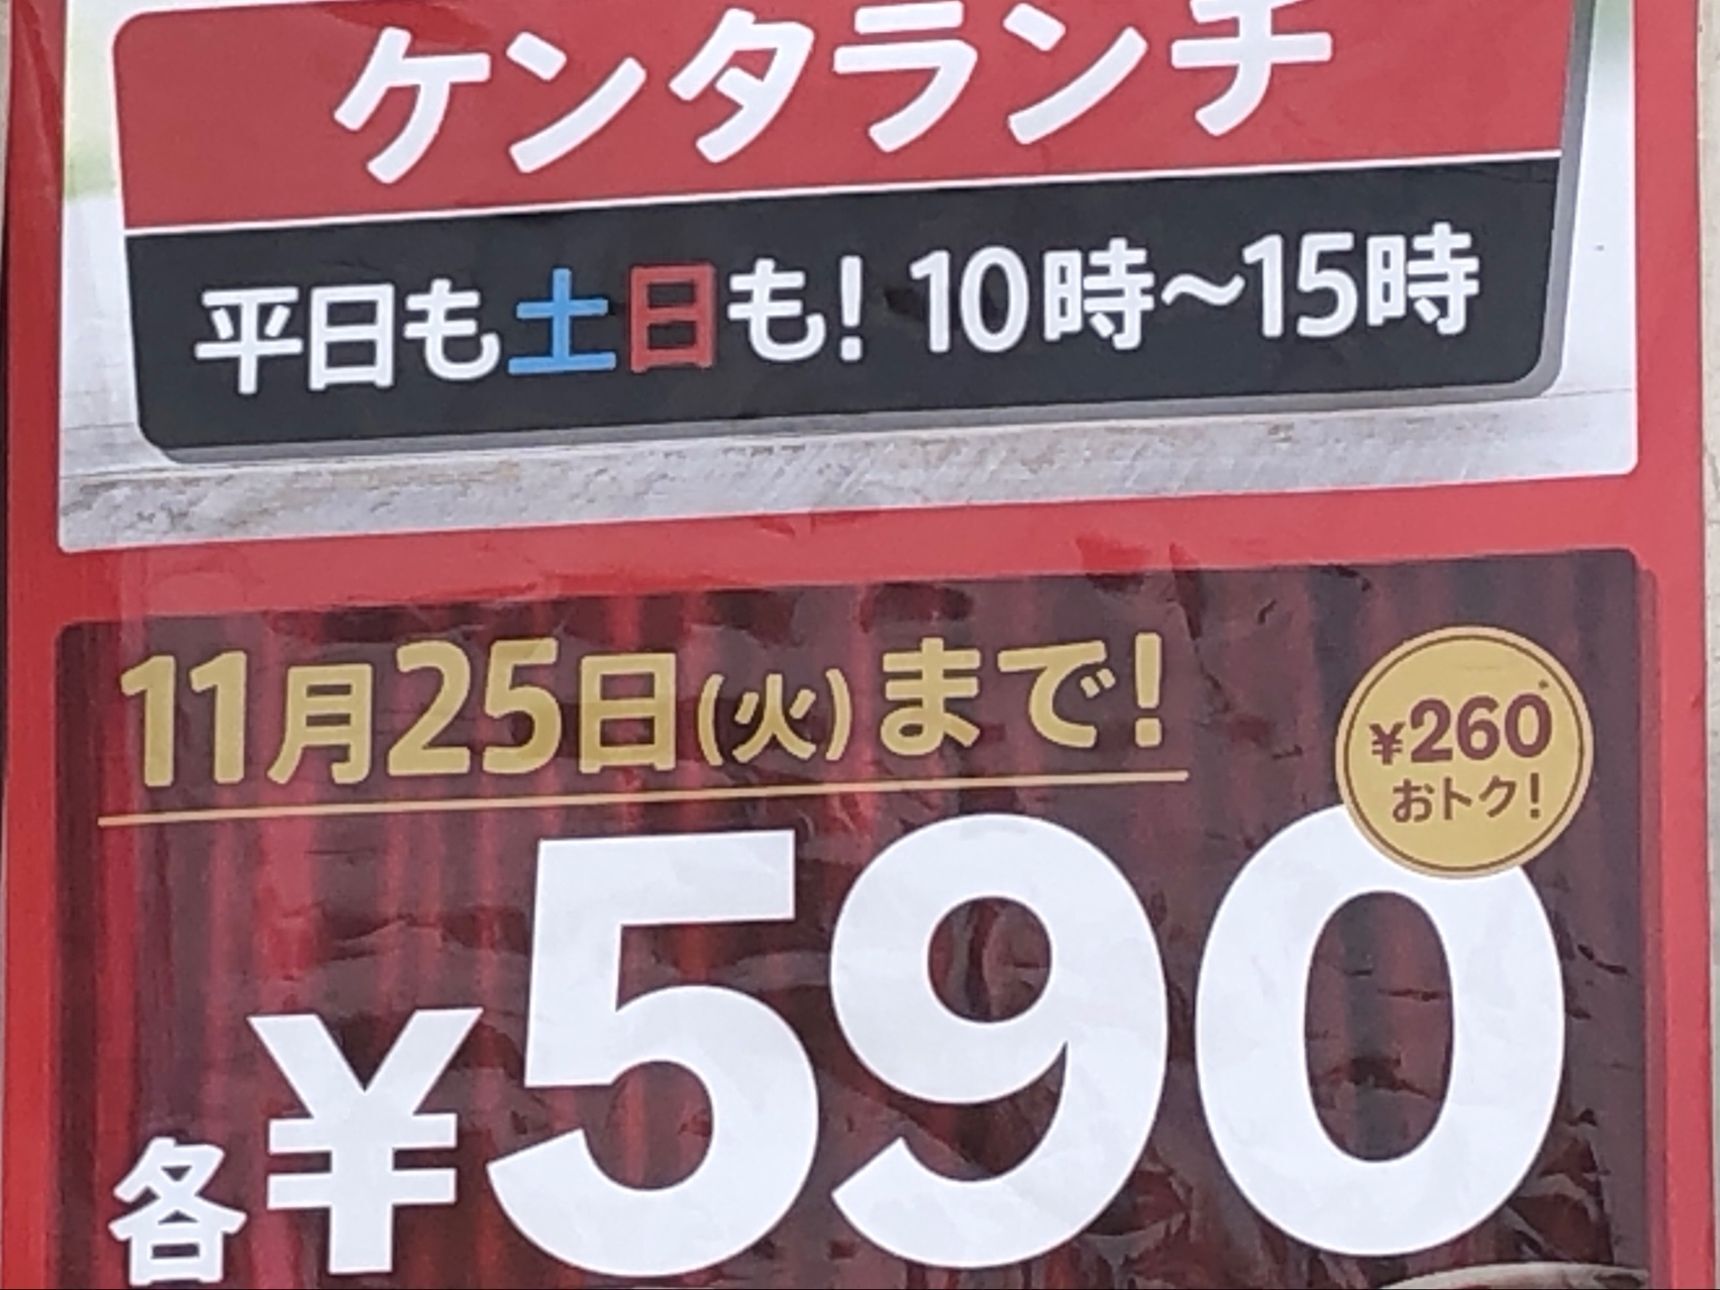 ケンタランチ
平日も土日も! 10時～15時
11月25日(火)まで!
¥260*
おトク!
各¥590